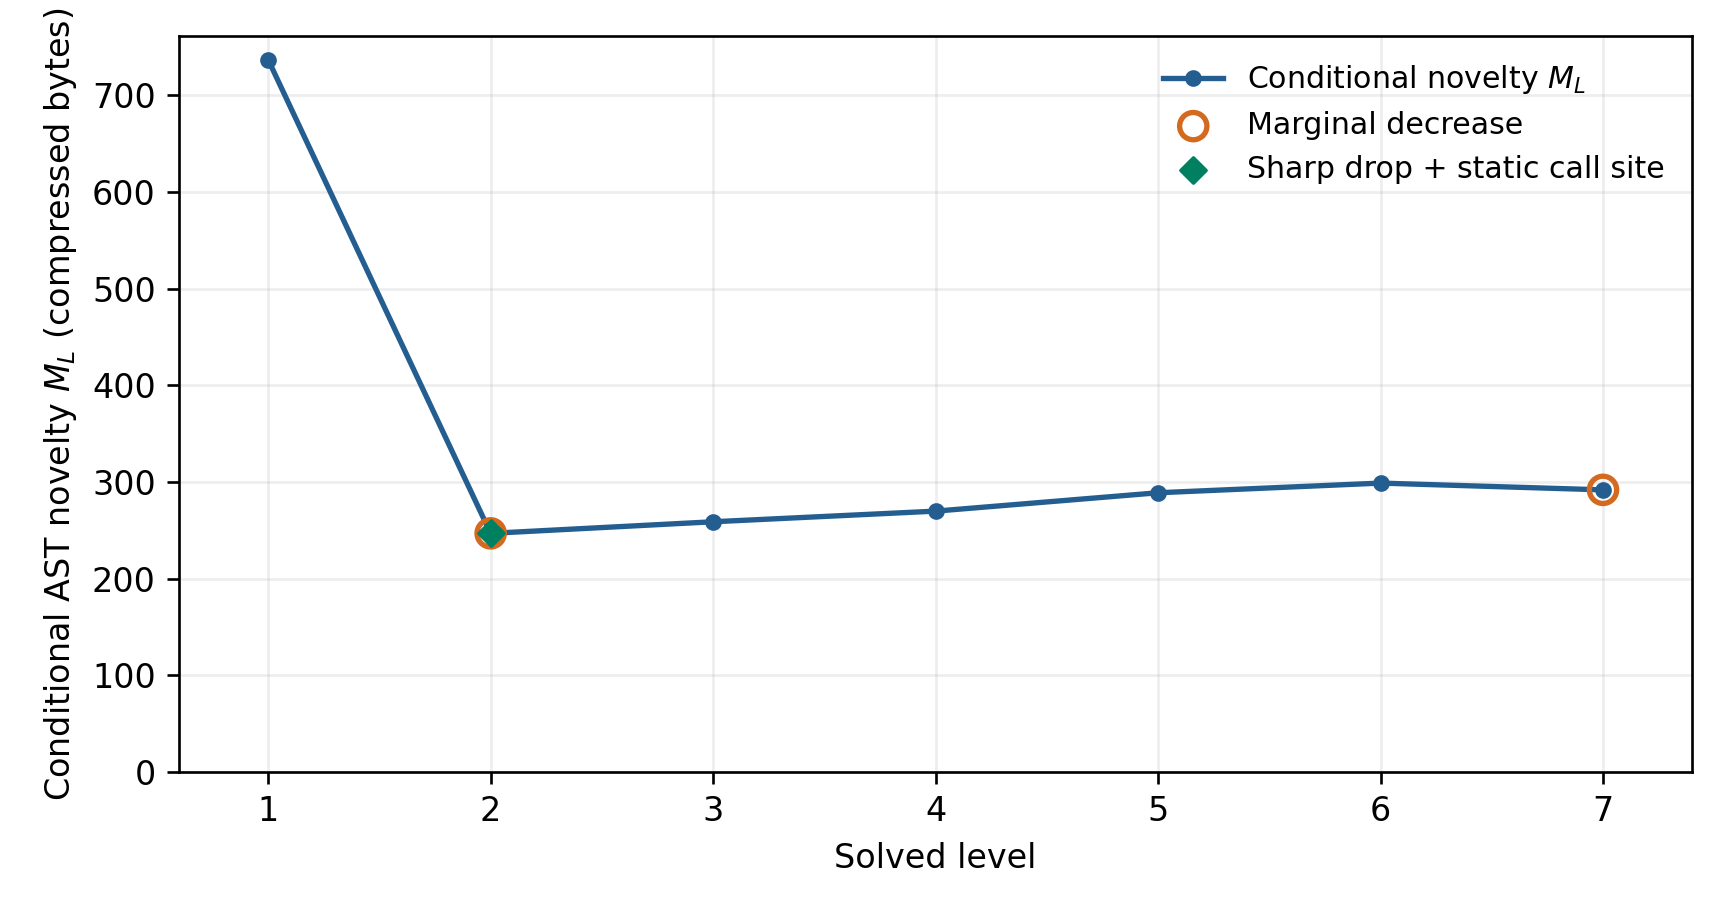 Conditional AST novelty M_L (compressed bytes)
700
600
500
400
300
200
100
0
Conditional novelty M_L
Marginal decrease
Sharp drop + static call site
1 2 3 4 5 6 7
Solved level